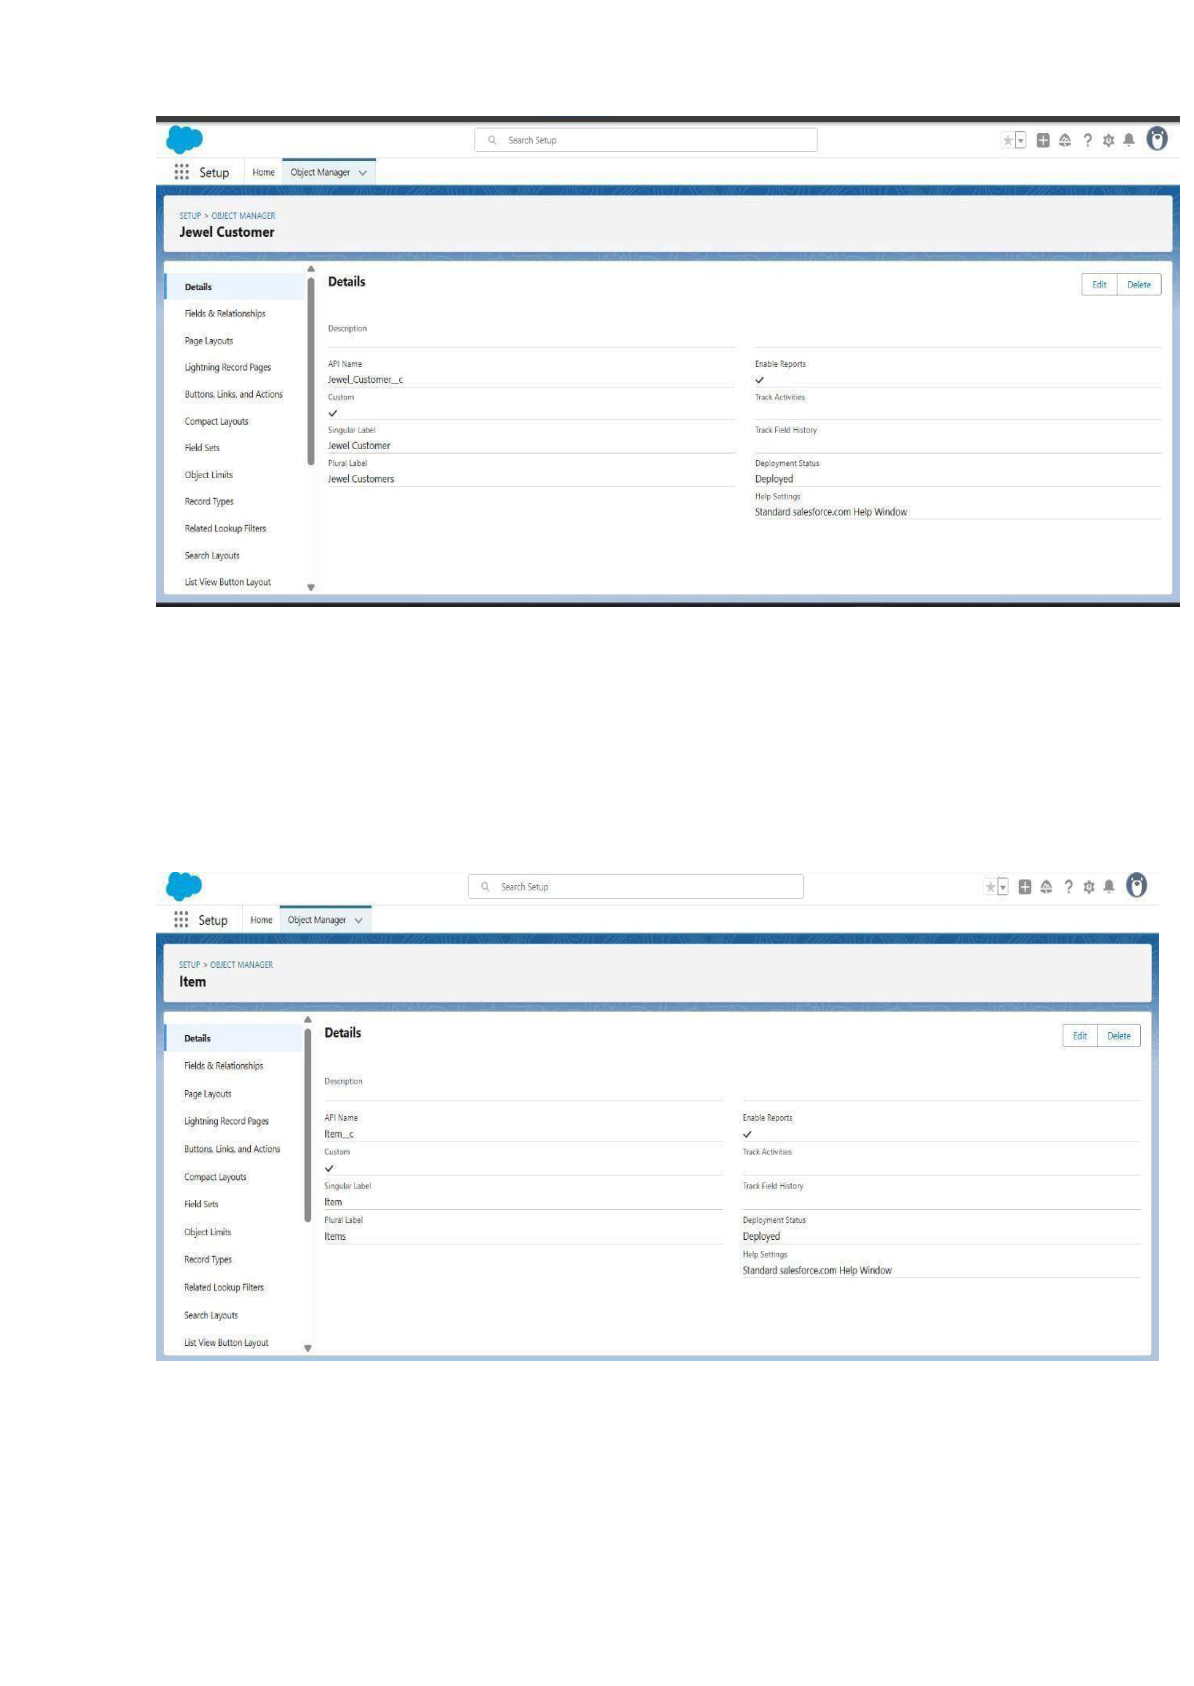 Search Setup
Setup
Home
Object Manager
SETUP > OBJECT MANAGER
Jewel Customer
Details
Fields & Relationships
Page Layouts
Lightning Record Pages
Buttons, Links, and Actions
Compact Layouts
Field Sets
Object Limits
Record Types
Related Lookup Filters
Search Layouts
List View Button Layout
Details
Edit
Delete
Description
API Name
Jewel_Customer__c
Custom
Singular Label
Jewel Customer
Plural Label
Jewel Customers
Enable Reports
Track Activities
Track Field History
Deployment Status
Deployed
Help Settings
Standard salesforce.com Help Window
Search Setup
Setup
Home
Object Manager
SETUP > OBJECT MANAGER
Item
Details
Fields & Relationships
Page Layouts
Lightning Record Pages
Buttons, Links, and Actions
Compact Layouts
Field Sets
Object Limits
Record Types
Related Lookup Filters
Search Layouts
List View Button Layout
Details
Edit
Delete
Description
API Name
Item__c
Custom
Singular Label
Item
Plural Label
Items
Enable Reports
Track Activities
Track Field History
Deployment Status
Deployed
Help Settings
Standard salesforce.com Help Window